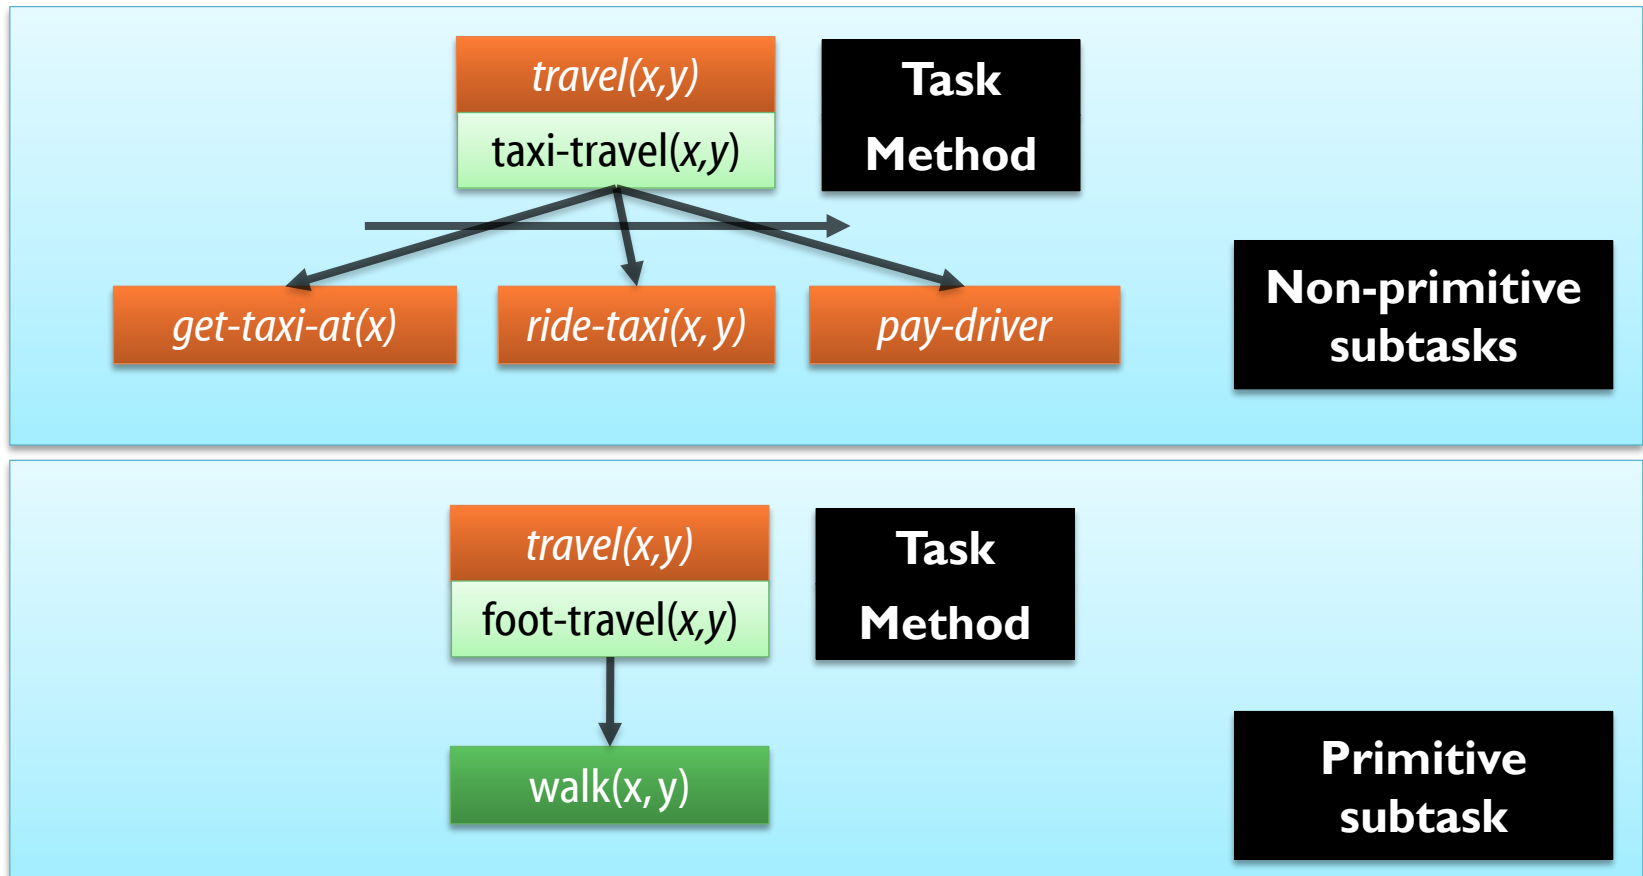 travel(x,y)
Task
taxi-travel(x,y)
Method
get-taxi-at(x)
ride-taxi(x, y)
pay-driver
Non-primitive
subtasks
travel(x,y)
Task
foot-travel(x,y)
Method
walk(x, y)
Primitive
subtask